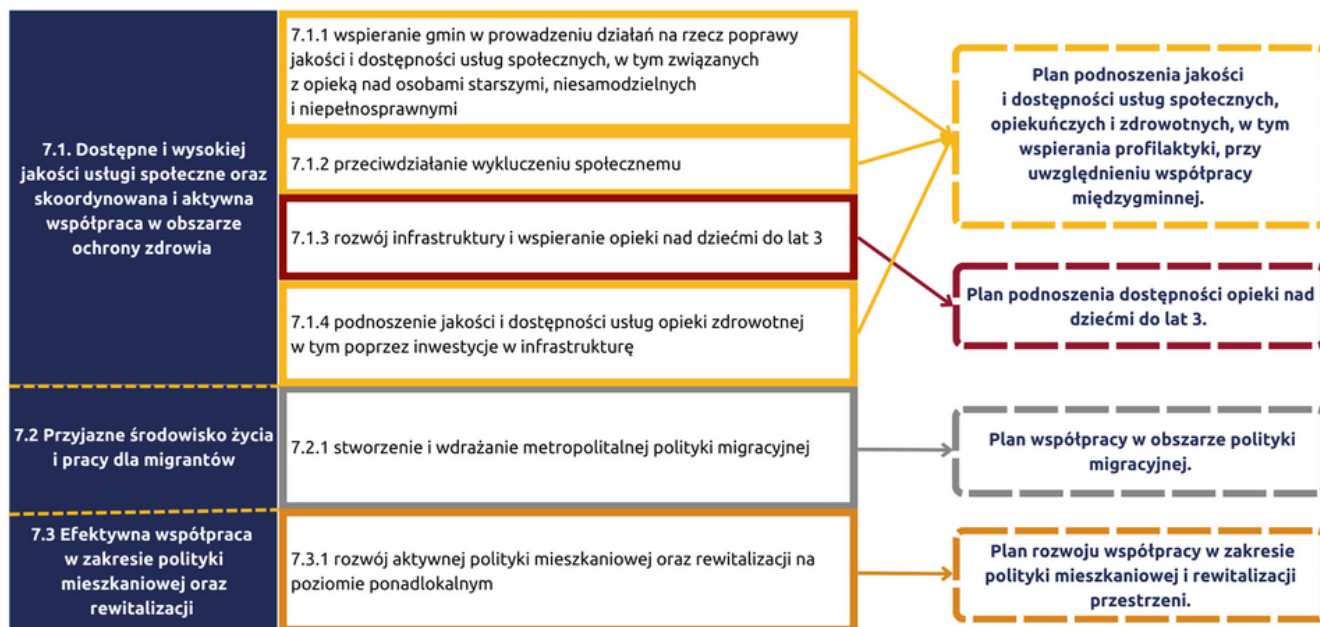 7.1. Dostępne i wysokiej
jakości usługi społeczne oraz
skoordynowana i aktywna
współpraca w obszarze
ochrony zdrowia
7.1.1 wspieranie gmin w prowadzeniu działań na rzecz poprawy
jakości i dostępności usług społecznych, w tym związanych
z opieką nad osobami starszymi, niesamodzielnych
i niepełnosprawnymi
7.1.2 przeciwdziałanie wykluczeniu społecznemu
7.1.3 rozwój infrastruktury i wspieranie opieki nad dziećmi do lat 3
7.1.4 podnoszenie jakości i dostępności usług opieki zdrowotnej
w tym poprzez inwestycje w infrastrukturę
Plan podnoszenia jakości
i dostępności usług społecznych,
opiekuńczych i zdrowotnych, w tym
wspierania profilaktyki, przy
uwzględnieniu współpracy
międzygminnej.
Plan podnoszenia dostępności opieki nad
dziećmi do lat 3.
7.2 Przyjazne środowisko życia
i pracy dla migrantów
7.2.1 stworzenie i wdrażanie metropolitalnej polityki migracyjnej
Plan współpracy w obszarze polityki
migracyjnej.
7.3 Efektywna współpraca
w zakresie polityki
mieszkaniowej oraz
rewitalizacji
7.3.1 rozwój aktywnej polityki mieszkaniowej oraz rewitalizacji na
poziomie ponadlokalnym
Plan rozwoju współpracy w zakresie
polityki mieszkaniowej i rewitalizacji
przestrzeni.